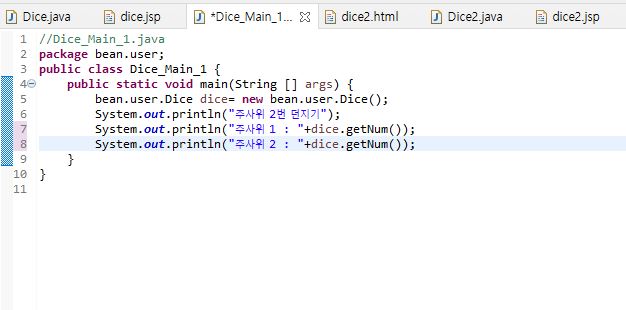 Dice.java dice.jsp *Dice_Main_1... dice2.html Dice2.java dice2.jsp
1 //Dice_Main_1.java
2 package bean.user;
3 public class Dice_Main_1 {
4 public static void main(String [] args) {
5 bean.user.Dice dice= new bean.user.Dice();
6 System.out.println("주사위 2번 던지기");
7 System.out.println("주사위 1 : "+dice.getNum());
8 System.out.println("주사위 2 : "+dice.getNum());
9 }
10 }
11